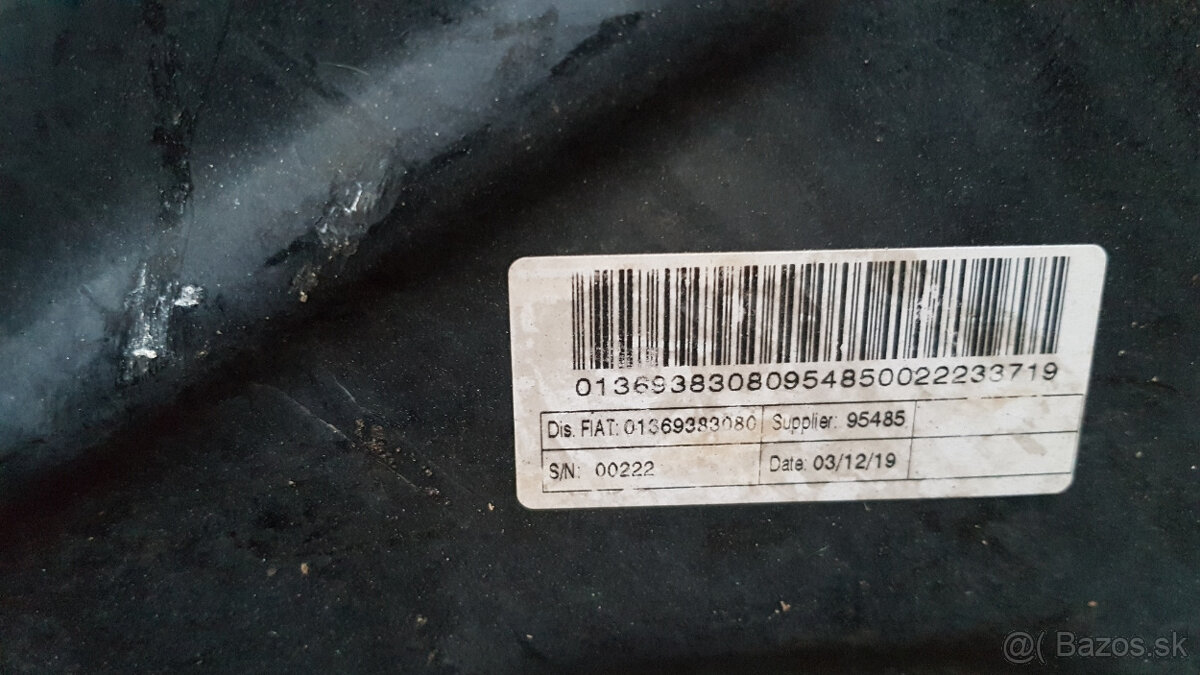 01369383080954850022233719
Dis. FIAT: 01369383080 Supplier: 95485
S/N: 00222 Date: 03/12/19
@( Bazos.sk